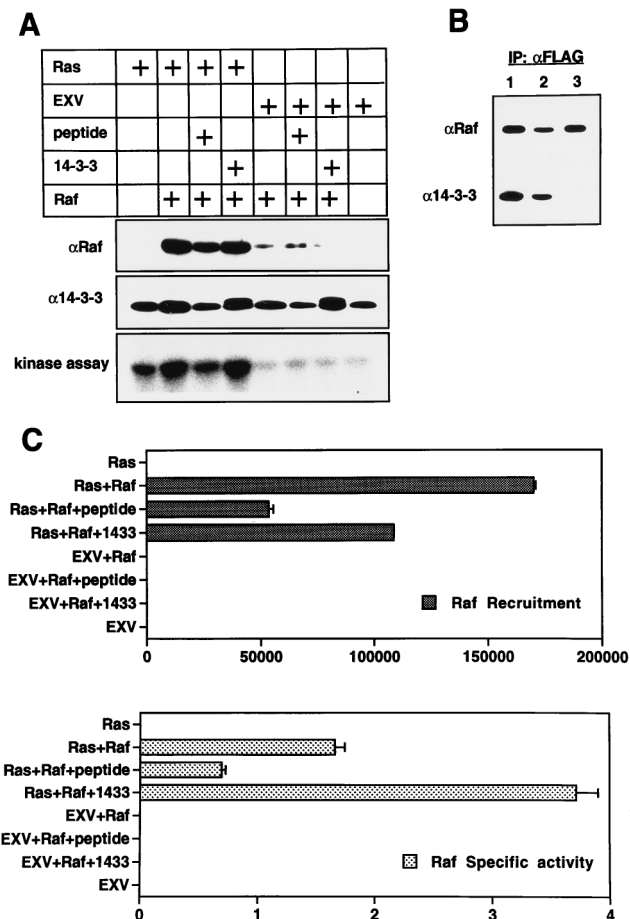 A
Ras + + + +
EXV + + + +
peptide + +
14-3-3 + +
Raf + + + + + +
αRaf
α14-3-3
kinase assay
B
IP: αFLAG
1 2 3
αRaf
α14-3-3
C
Ras
Ras+Raf
Ras+Raf+peptide
Ras+Raf+1433
EXV+Raf
EXV+Raf+peptide
EXV+Raf+1433
EXV
Raf Recruitment
0 50000 100000 150000 200000
Ras
Ras+Raf
Ras+Raf+peptide
Ras+Raf+1433
EXV+Raf
EXV+Raf+peptide
EXV+Raf+1433
EXV
Raf Specific activity
0 1 2 3 4